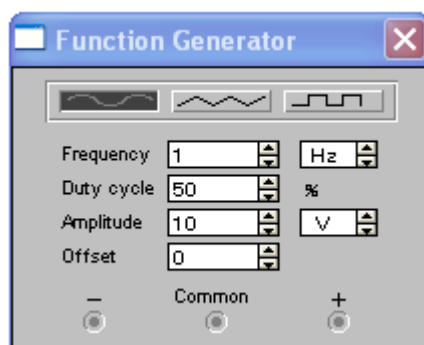 Function Generator
Frequency 1 Hz
Duty cycle 50 %
Amplitude 10 V
Offset 0
− Common +